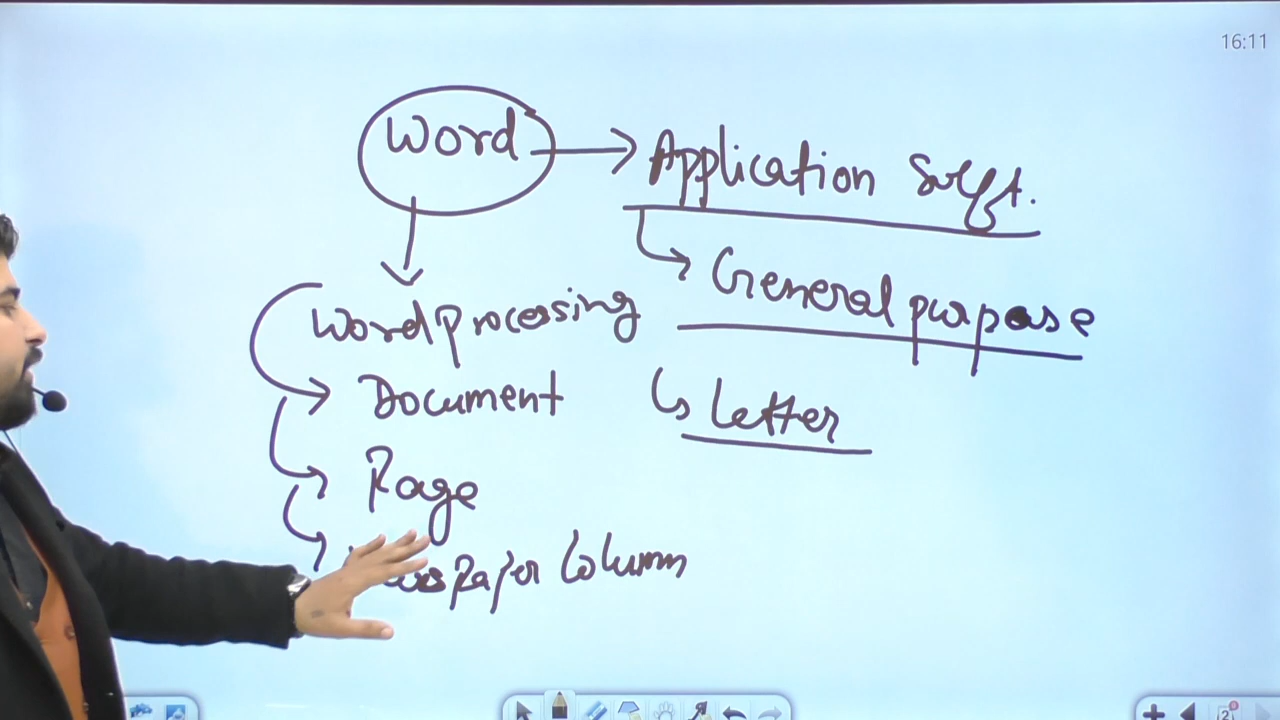 16:11
Word → Application Soft.
→ General purpose
Word processing
→ Document
↳ Letter
→ Page
Paper Column